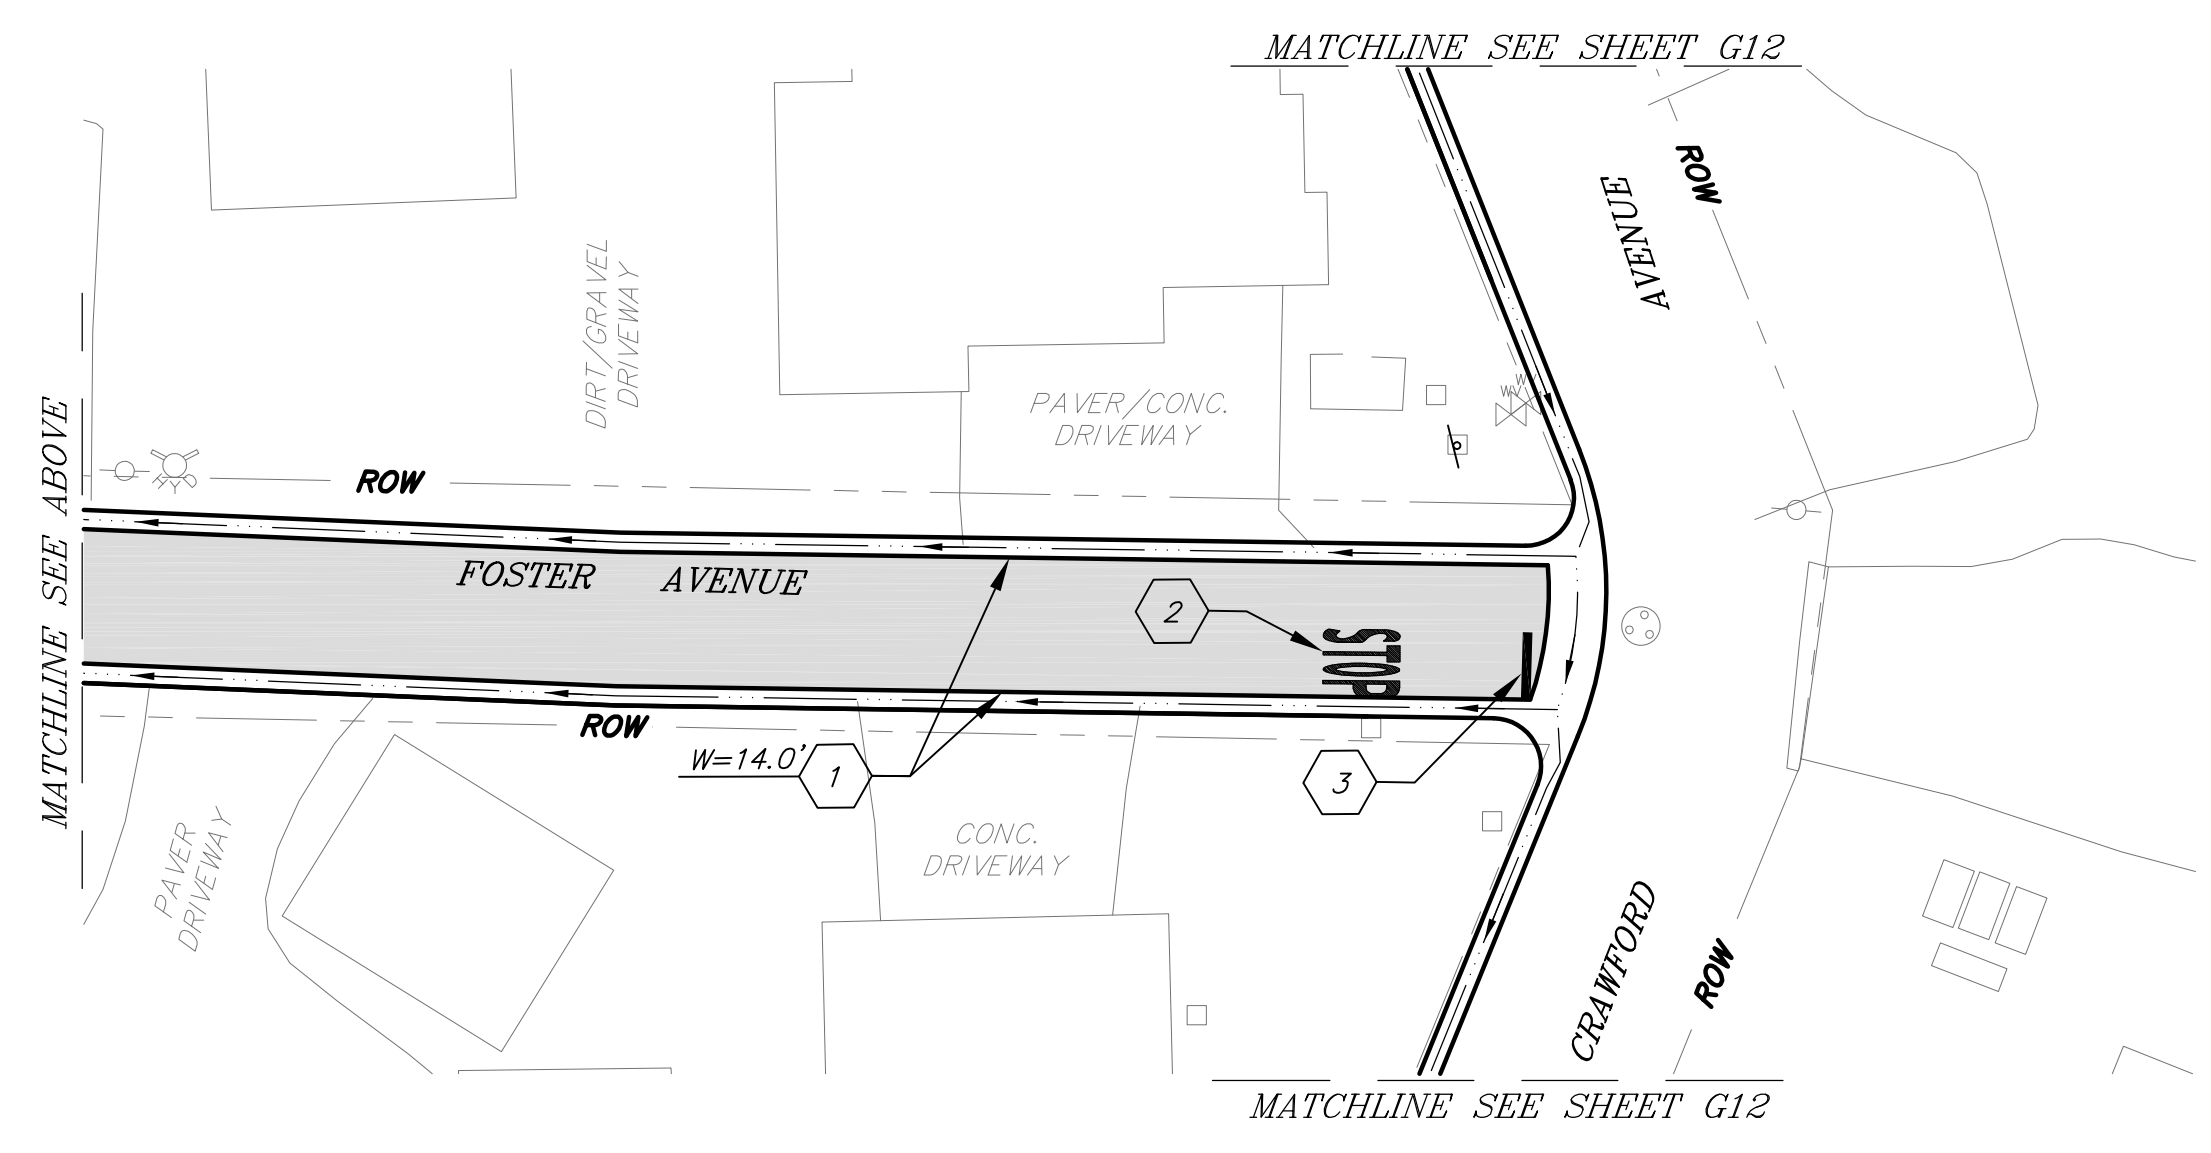 MATCHLINE SEE SHEET G12
ROW
AVENUE
DIRT/GRAVEL
DRIVEWAY
PAVER/CONC.
DRIVEWAY
MATCHLINE SEE ABOVE
ROW
FOSTER AVENUE
2
STOP
ROW
W=14.0'
1
3
PAVER
DRIVEWAY
CONC.
DRIVEWAY
CRAWFORD
ROW
MATCHLINE SEE SHEET G12